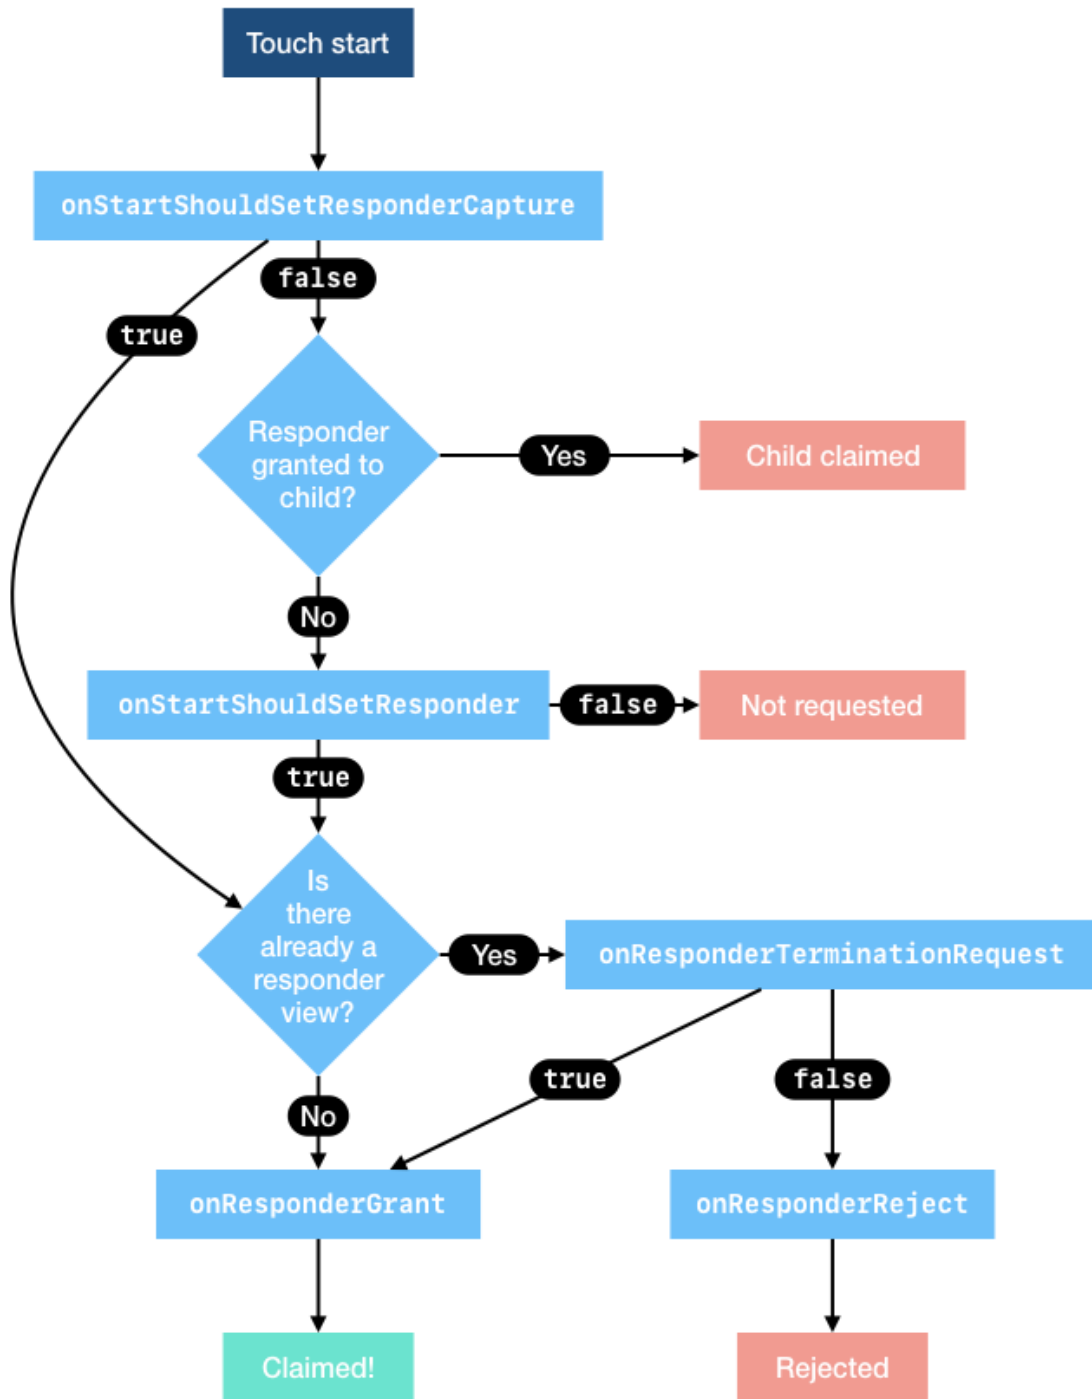 Touch start
onStartShouldSetResponderCapture
false
true
Responder
granted to
child?
Yes
Child claimed
No
onStartShouldSetResponder
false
Not requested
true
Is
there
already a
responder
view?
Yes
onResponderTerminationRequest
true
false
No
onResponderGrant
onResponderReject
Claimed!
Rejected